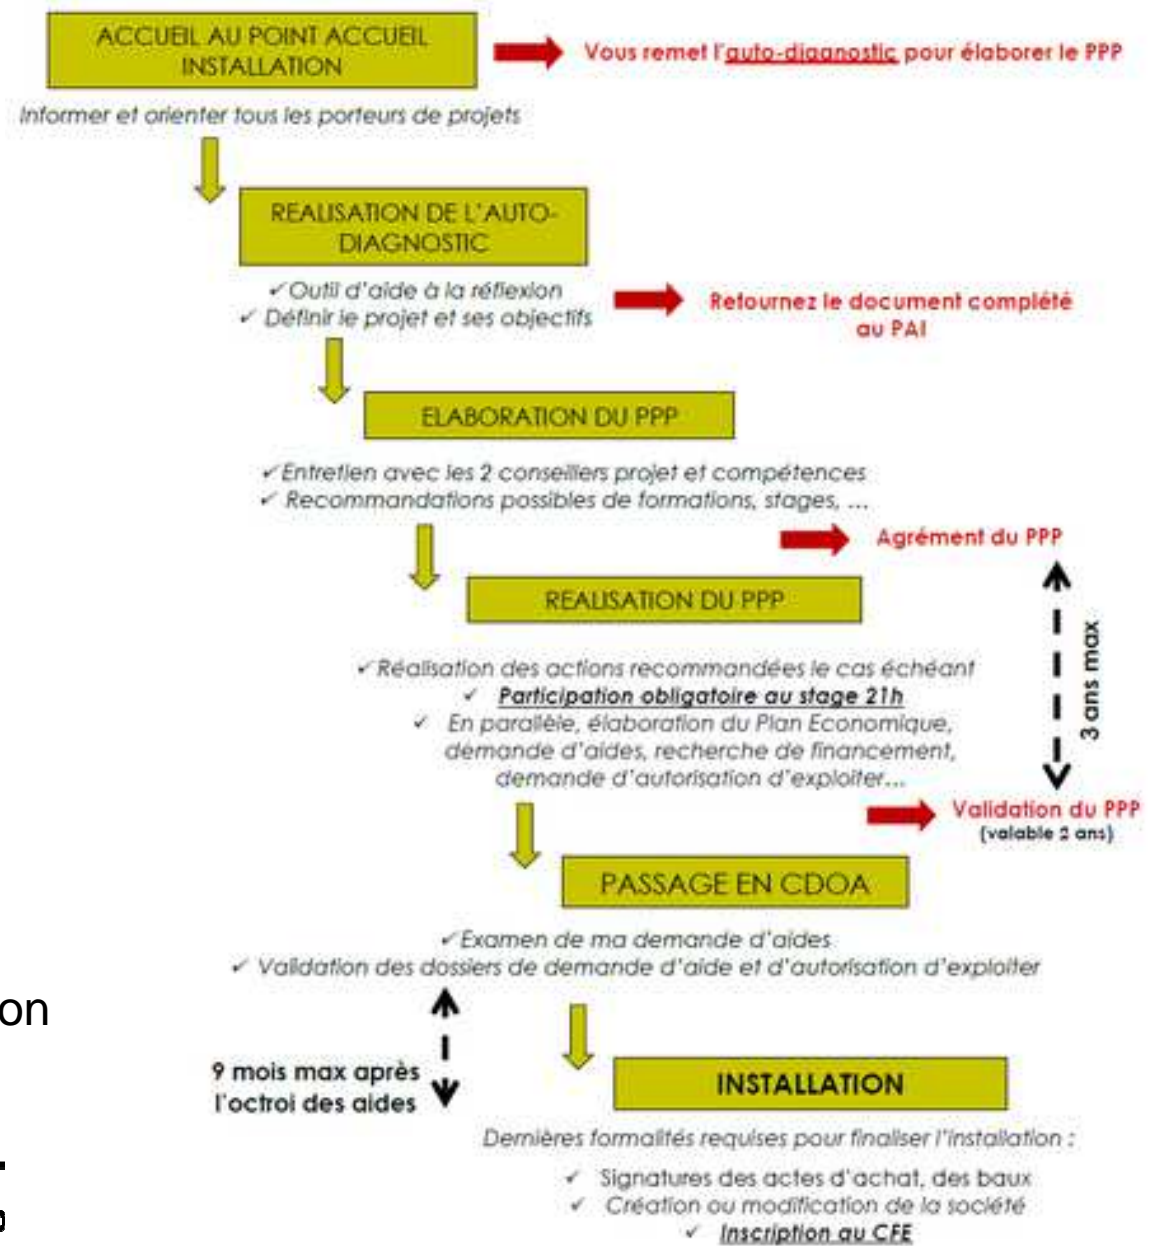 ACCUEIL AU POINT ACCUEIL
INSTALLATION
Vous remet l'auto-diagnostic pour élaborer le PPP
Informer et orienter tous les porteurs de projets
REALISATION DE L'AUTO-
DIAGNOSTIC
✓ Outil d'aide à la réflexion
✓ Définir le projet et ses objectifs
Retournez le document complété
au PAI
ELABORATION DU PPP
✓ Entretien avec les 2 conseillers projet et compétences
✓ Recommandations possibles de formations, stages, ...
Agrément du PPP
REALISATION DU PPP
3 ans max
✓ Réalisation des actions recommandées le cas échéant
✓ Participation obligatoire au stage 21h
✓ En parallèle, élaboration du Plan Economique,
demande d'aides, recherche de financement,
demande d'autorisation d'exploiter...
Validation du PPP
(valable 2 ans)
PASSAGE EN CDOA
✓ Examen de ma demande d'aides
✓ Validation des dossiers de demande d'aide et d'autorisation d'exploiter
on
9 mois max après
l'octroi des aides
INSTALLATION
Dernières formalités requises pour finaliser l'installation :
✓ Signatures des actes d'achat, des baux
✓ Création ou modification de la société
✓ Inscription au CFE